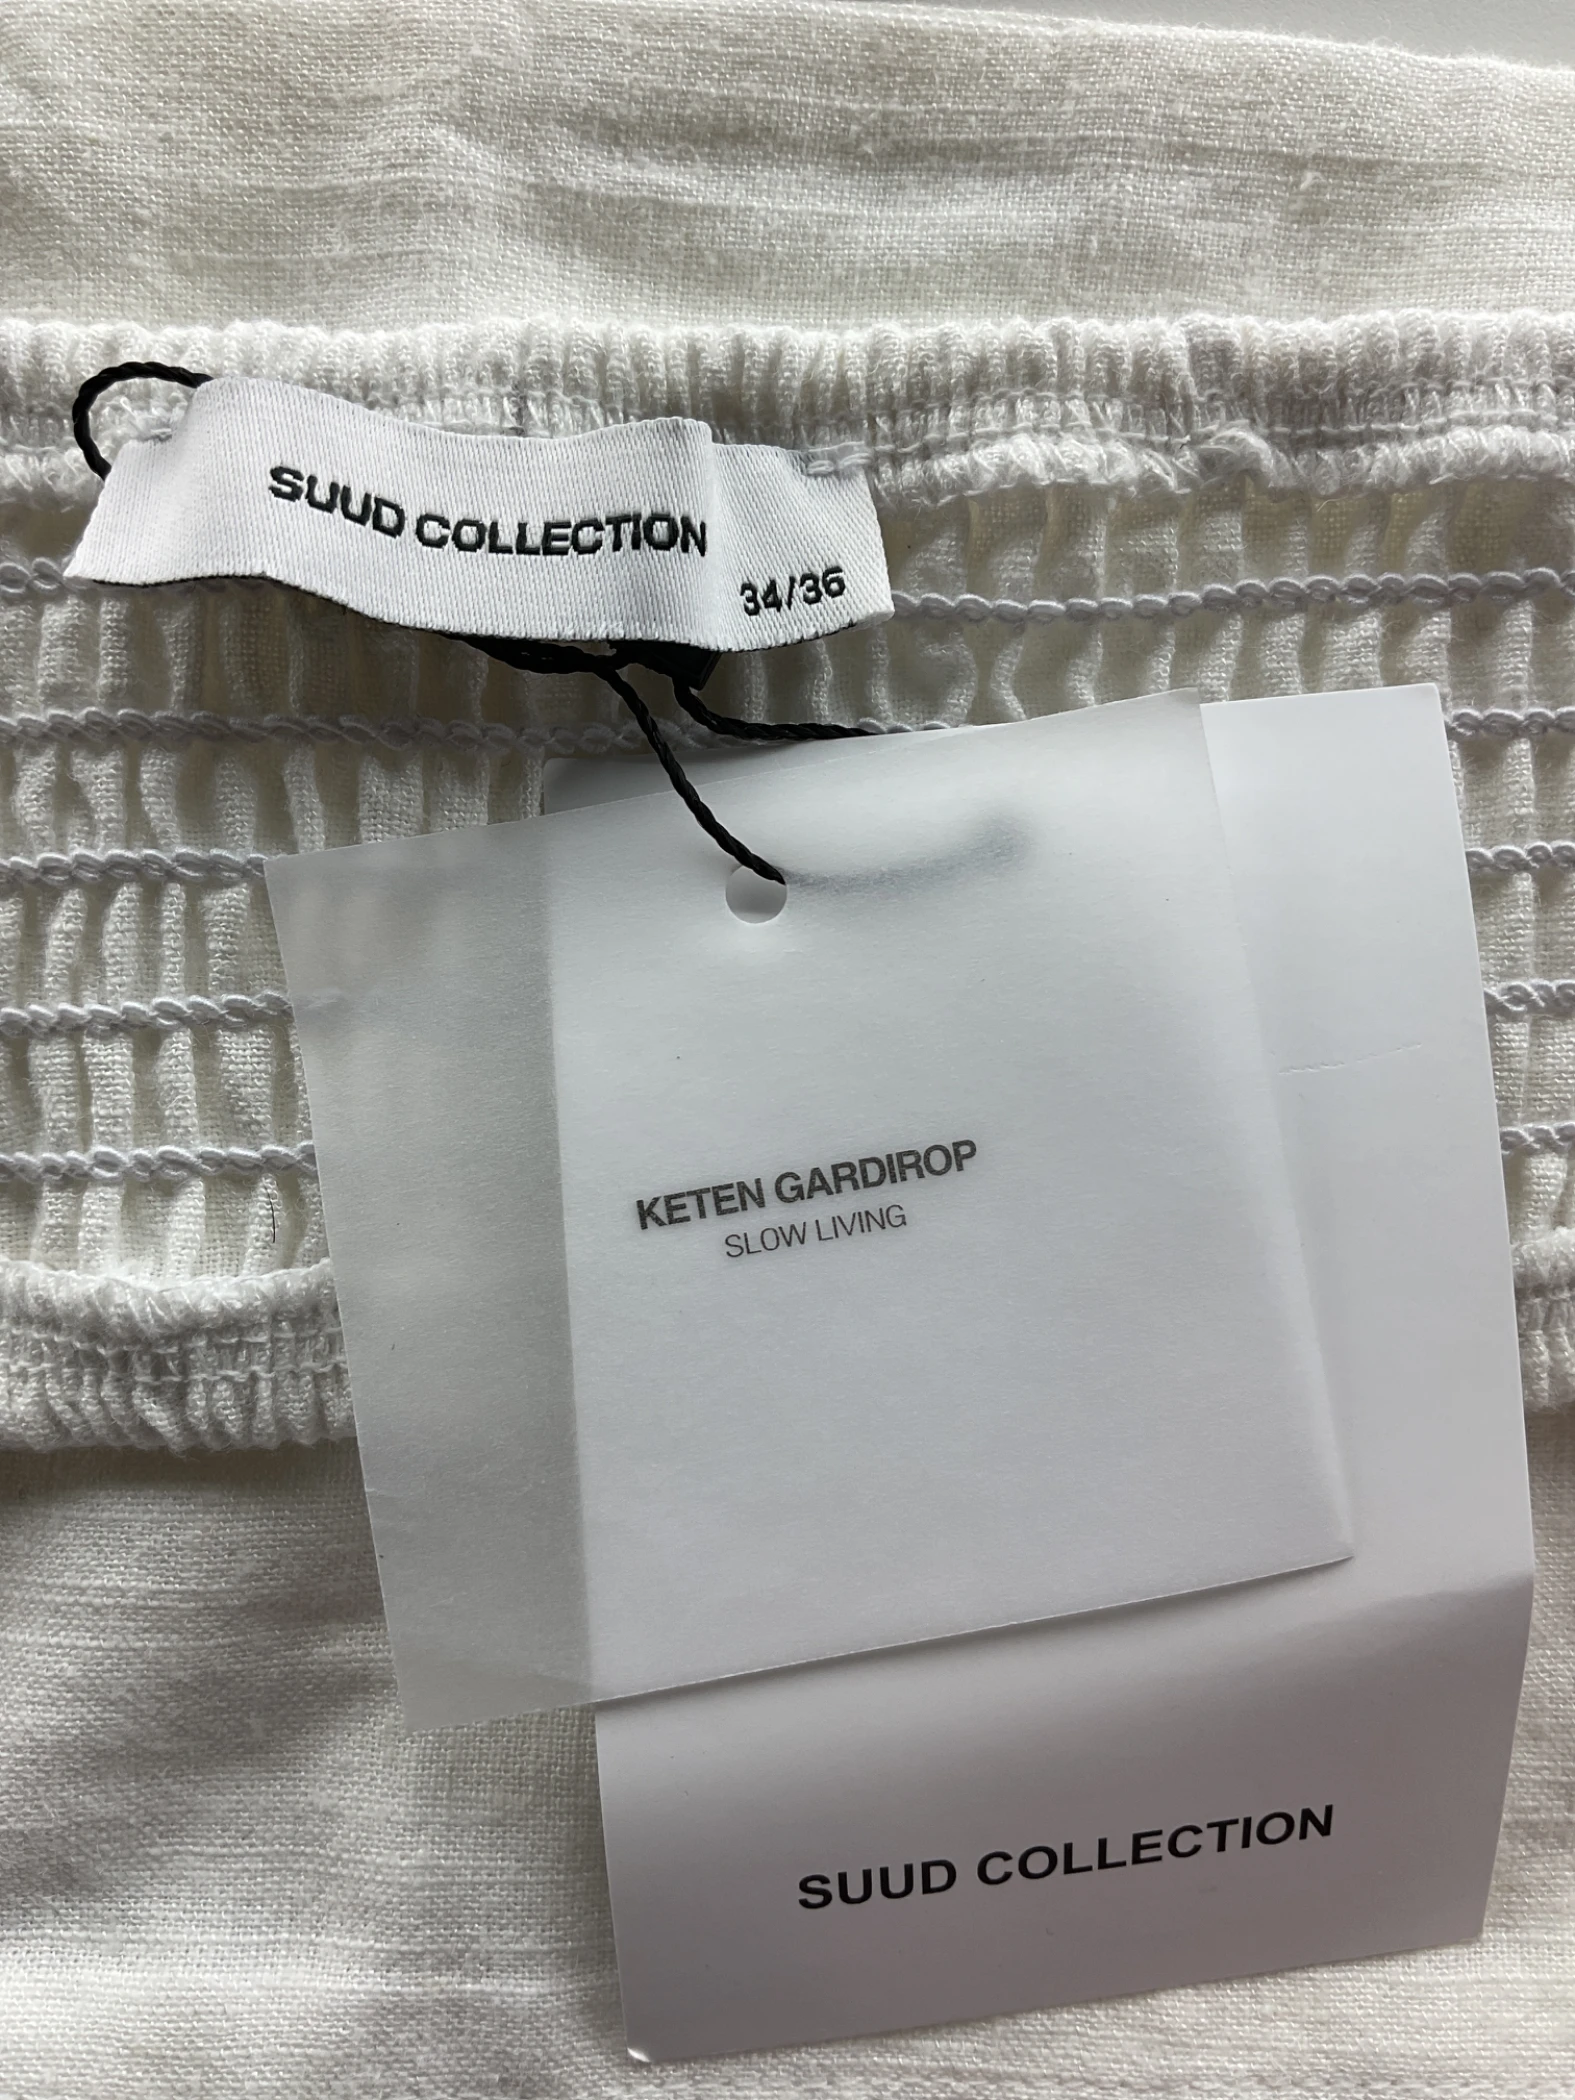 SUUD COLLECTION
34/36
KETEN GARDIROP
SLOW LIVING
SUUD COLLECTION